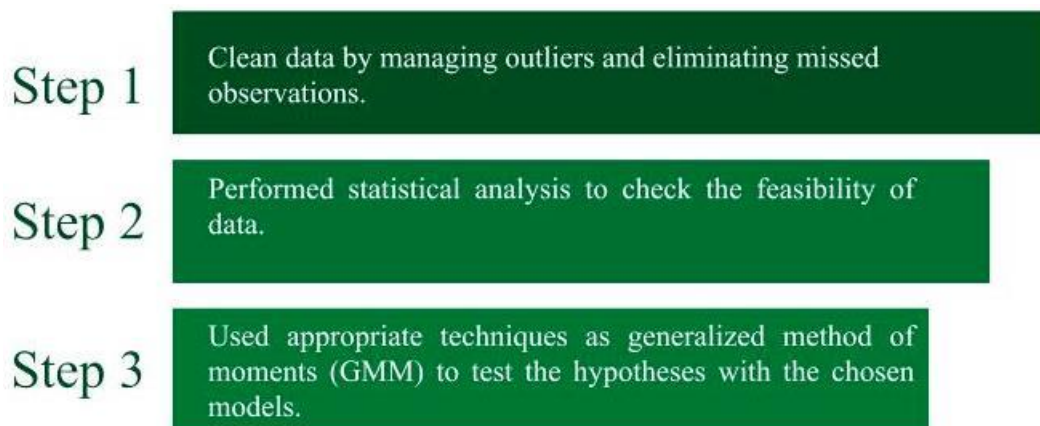 Step 1
Clean data by managing outliers and eliminating missed
observations.
Step 2
Performed statistical analysis to check the feasibility of
data.
Step 3
Used appropriate techniques as generalized method of
moments (GMM) to test the hypotheses with the chosen
models.